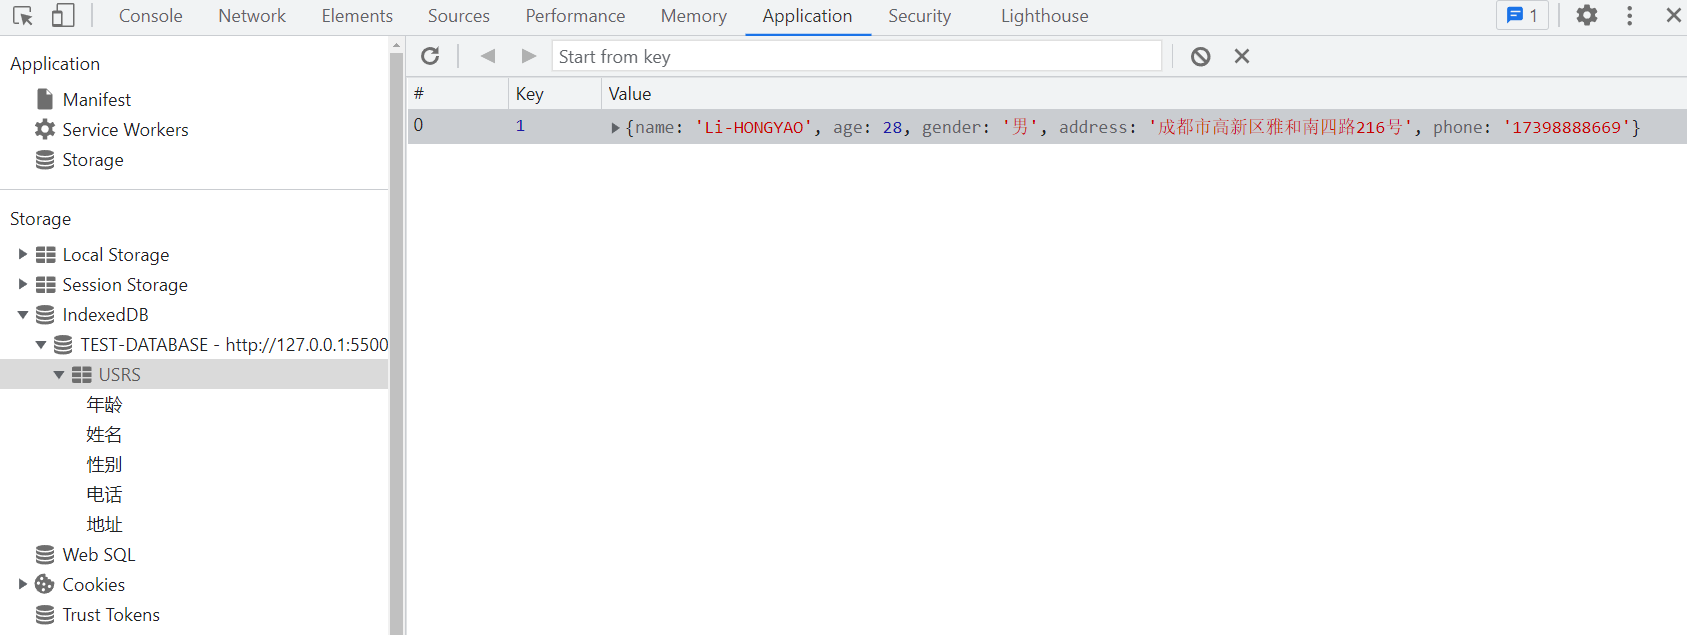 Console Network Elements Sources Performance Memory Application Security Lighthouse 1
Application
Manifest
Service Workers
Storage
Storage
Local Storage
Session Storage
IndexedDB
TEST-DATABASE - http://127.0.0.1:5500
USRS
年龄
姓名
性别
电话
地址
Web SQL
Cookies
Trust Tokens
Start from key
# Key Value
0 1 {name: 'Li-HONGYAO', age: 28, gender: '男', address: '成都市高新区雅和南四路216号', phone: '17398888669'}